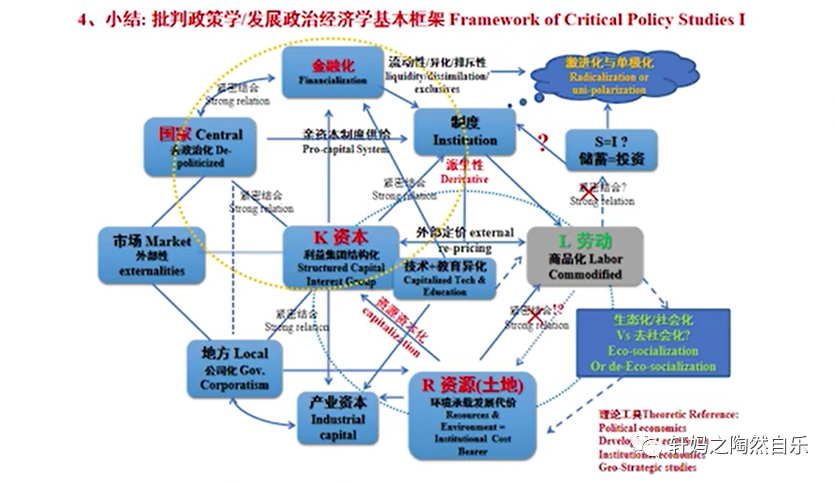 4、小结: 批判政策学/发展政治经济学基本框架 Framework of Critical Policy Studies I
金融化
Financialization
流动性/异化/排斥性
liquidity/dissimilation/
exclusives
激进化与单极化
Radicalization or
uni-polarization
紧密结合
Strong relation
国家 Central
去政治化 De-
politicized
全资本制度供给
Pro-capital System
制度
Institution
派生性
Derivative
?
S=I ?
储蓄=投资
紧密结合
Strong relation
紧密结合
Strong relation
紧密结合?
Strong relation
市场 Market
外部性
externalities
K 资本
利益集团结构化
Structured Capital
Interest Group
外部定价 external
re-pricing
L 劳动
商品化 Labor
Commodified
技术+教育异化
Capitalized Tech &
Education
紧密结合
Strong relation
资源资本化
capitalization
紧密结合!?
Strong relation
生态化/社会化
Vs 去社会化?
Eco-socialization
Or de-Eco-socialization
地方 Local
公司化 Gov.
Corporatism
产业资本
Industrial
capital
R 资源(土地)
环境承载发展代价
Resources &
Environment =
Institutional Cost
Bearer
理论工具Theoretic Reference:
Political economics
Institutional economics
Geo-Strategic studies
轩妈之陶然自乐